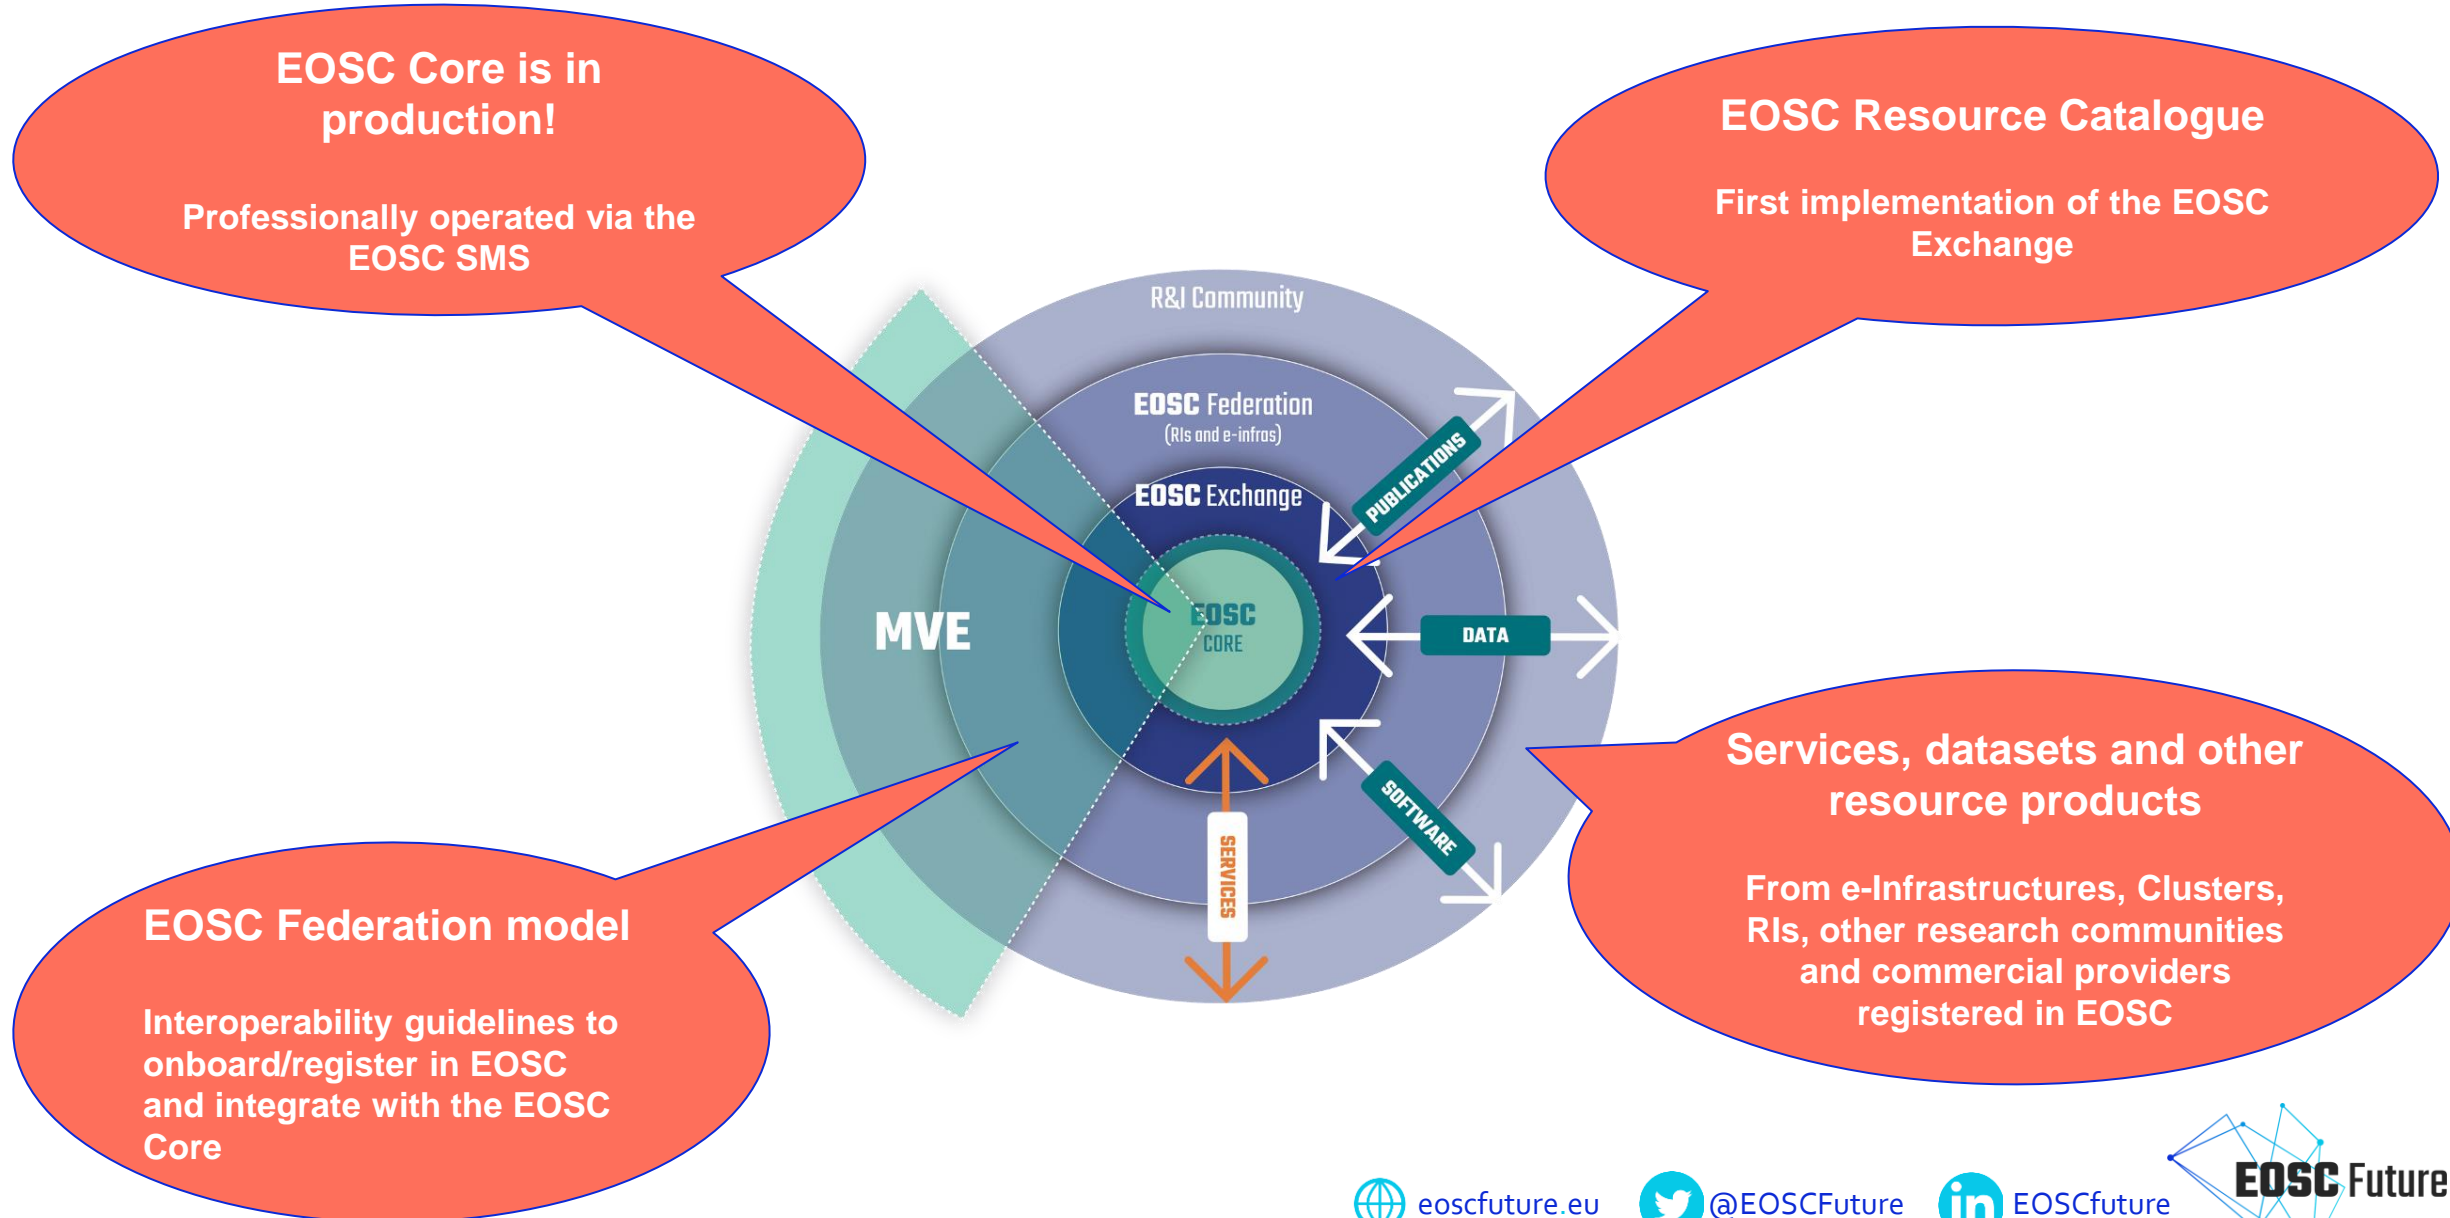 EOSC Core is in
production!
Professionally operated via the
EOSC SMS
EOSC Resource Catalogue
First implementation of the EOSC
Exchange
R&I Community
EOSC Federation
(RIs and e-infras)
EOSC Exchange
EOSC
CORE
MVE
PUBLICATIONS
DATA
SOFTWARE
SERVICES
EOSC Federation model
Interoperability guidelines to
onboard/register in EOSC
and integrate with the EOSC
Core
Services, datasets and other
resource products
From e-Infrastructures, Clusters,
RIs, other research communities
and commercial providers
registered in EOSC
eoscfuture.eu
@EOSCFuture
in
EOSCfuture
EOSC Future